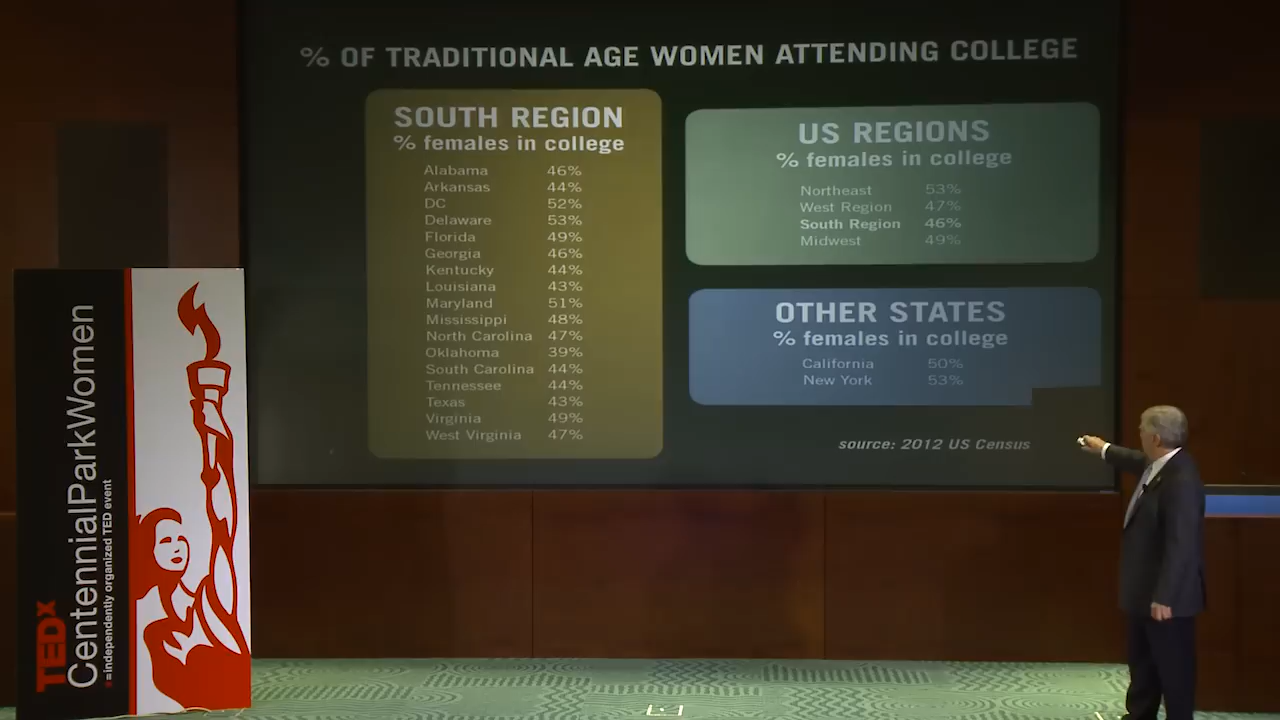 % OF TRADITIONAL AGE WOMEN ATTENDING COLLEGE
SOUTH REGION
% females in college
Alabama 46%
Arkansas 44%
DC 52%
Delaware 53%
Florida 49%
Georgia 46%
Kentucky 44%
Louisiana 43%
Maryland 51%
Mississippi 48%
North Carolina 47%
Oklahoma 39%
South Carolina 44%
Tennessee 44%
Texas 43%
Virginia 49%
West Virginia 47%
US REGIONS
% females in college
Northeast 53%
West Region 47%
South Region 46%
Midwest 49%
OTHER STATES
% females in college
California 50%
New York 53%
source: 2012 US Census
TEDx
CentennialParkWomen
x = independently organized TED event